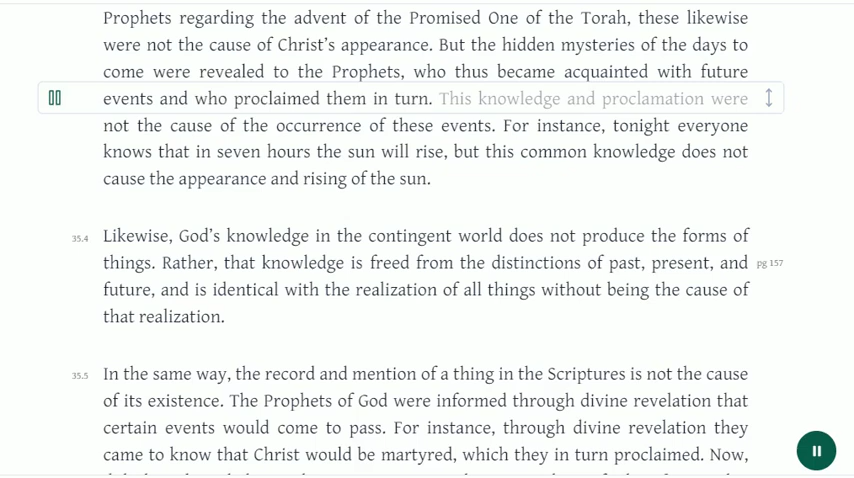 Prophets regarding the advent of the Promised One of the Torah, these likewise
were not the cause of Christ’s appearance. But the hidden mysteries of the days to
come were revealed to the Prophets, who thus became acquainted with future
events and who proclaimed them in turn. This knowledge and proclamation were
not the cause of the occurrence of these events. For instance, tonight everyone
knows that in seven hours the sun will rise, but this common knowledge does not
cause the appearance and rising of the sun.
35.4 Likewise, God’s knowledge in the contingent world does not produce the forms of
things. Rather, that knowledge is freed from the distinctions of past, present, and pg 157
future, and is identical with the realization of all things without being the cause of
that realization.
35.5 In the same way, the record and mention of a thing in the Scriptures is not the cause
of its existence. The Prophets of God were informed through divine revelation that
certain events would come to pass. For instance, through divine revelation they
came to know that Christ would be martyred, which they in turn proclaimed. Now,